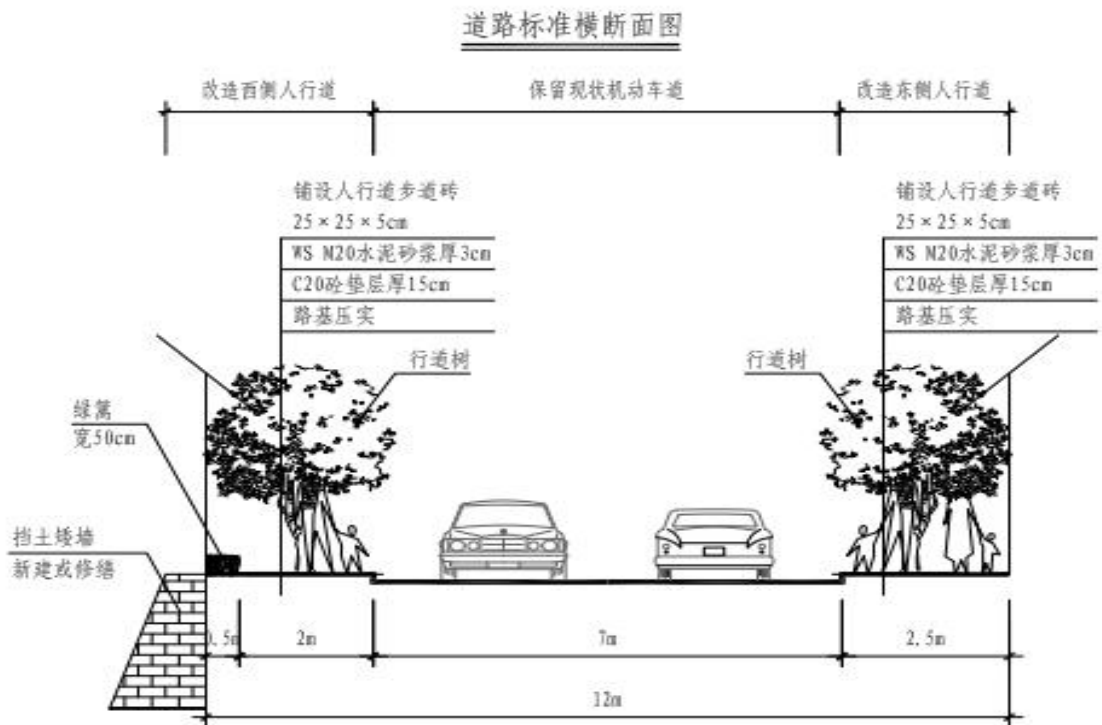 道路标准横断面图
改造西侧人行道
保留现状机动车道
改造东侧人行道
铺设人行道步道砖
25×25×5cm
WS M20水泥砂浆厚3cm
C20砼垫层厚15cm
路基压实
铺设人行道步道砖
25×25×5cm
WS M20水泥砂浆厚3cm
C20砼垫层厚15cm
路基压实
行道树
行道树
绿篱
宽50cm
挡土矮墙
新建或修缮
0.5m
2m
7m
2.5m
12m